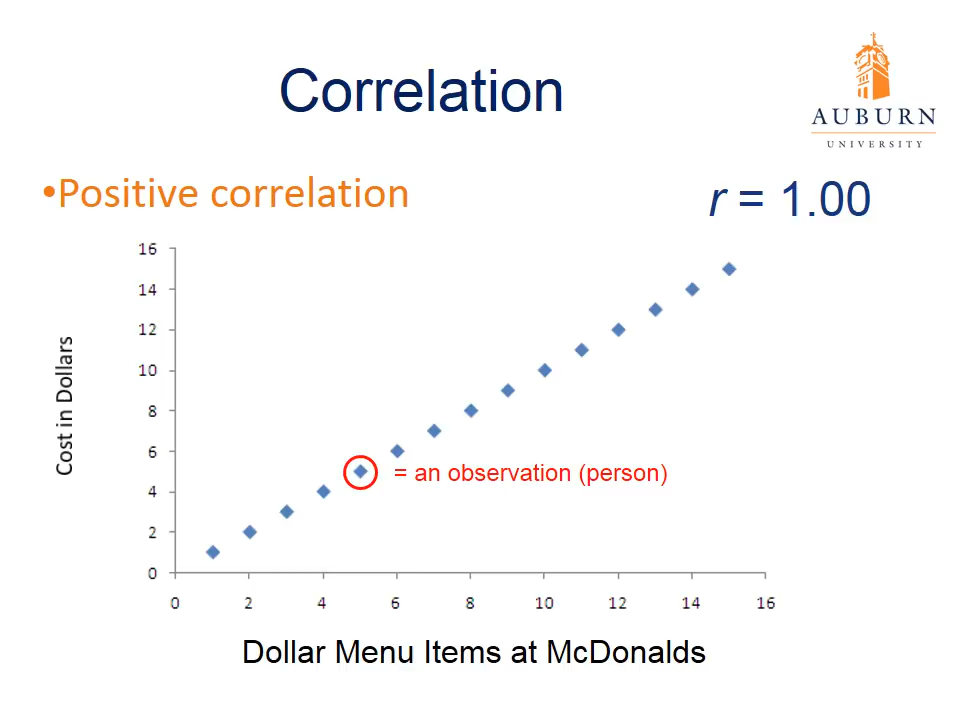 Correlation
AUBURN
UNIVERSITY
•Positive correlation
r = 1.00
16
14
12
10
8
6
4
2
0
Cost in Dollars
= an observation (person)
0 2 4 6 8 10 12 14 16
Dollar Menu Items at McDonalds